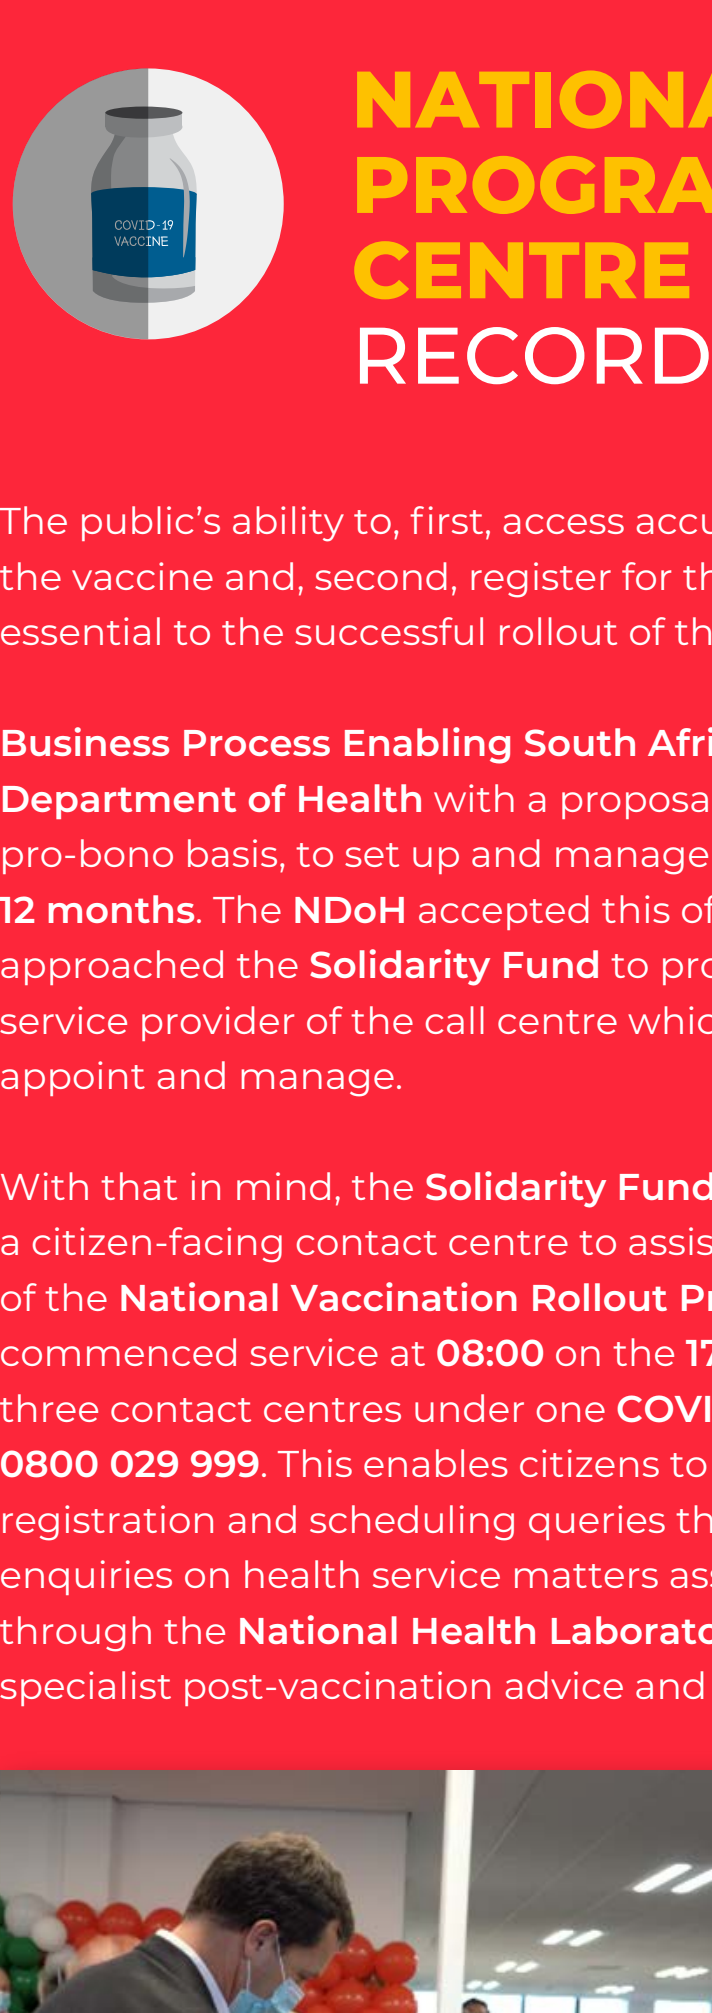 COVID-19
VACCINE
NATIONA
PROGRA
CENTRE
RECORD
The public’s ability to, first, access accu
the vaccine and, second, register for th
essential to the successful rollout of th
Business Process Enabling South Afri
Department of Health with a proposa
pro-bono basis, to set up and manage
12 months. The NDoH accepted this of
approached the Solidarity Fund to pro
service provider of the call centre whic
appoint and manage.
With that in mind, the Solidarity Fund
a citizen-facing contact centre to assis
of the National Vaccination Rollout Pr
commenced service at 08:00 on the 17
three contact centres under one COVI
0800 029 999. This enables citizens to
registration and scheduling queries th
enquiries on health service matters ass
through the National Health Laborato
specialist post-vaccination advice and